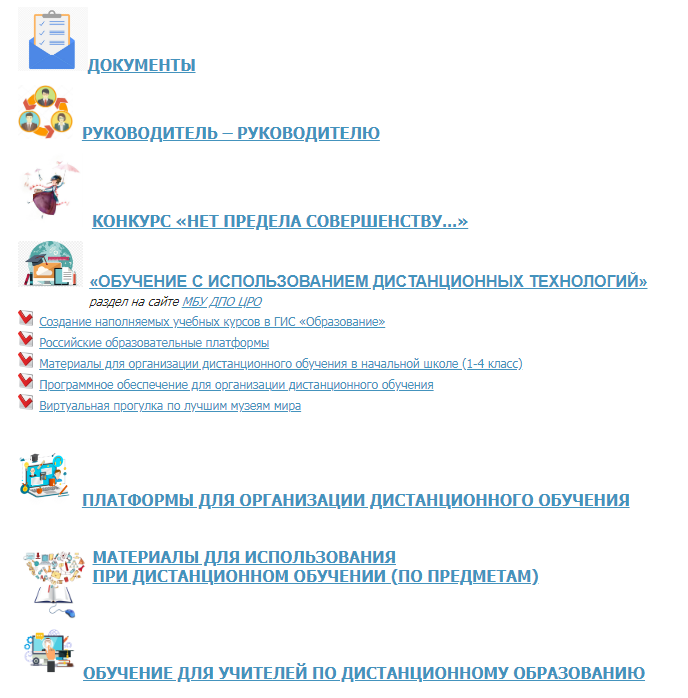 ДОКУМЕНТЫ
РУКОВОДИТЕЛЬ – РУКОВОДИТЕЛЮ
КОНКУРС «НЕТ ПРЕДЕЛА СОВЕРШЕНСТВУ...»
«ОБУЧЕНИЕ С ИСПОЛЬЗОВАНИЕМ ДИСТАНЦИОННЫХ ТЕХНОЛОГИЙ»
раздел на сайте МБУ ДПО ЦРО
Создание наполняемых учебных курсов в ГИС «Образование»
Российские образовательные платформы
Материалы для организации дистанционного обучения в начальной школе (1-4 класс)
Программное обеспечение для организации дистанционного обучения
Виртуальная прогулка по лучшим музеям мира
ПЛАТФОРМЫ ДЛЯ ОРГАНИЗАЦИИ ДИСТАНЦИОННОГО ОБУЧЕНИЯ
МАТЕРИАЛЫ ДЛЯ ИСПОЛЬЗОВАНИЯ
ПРИ ДИСТАНЦИОННОМ ОБУЧЕНИИ (ПО ПРЕДМЕТАМ)
ОБУЧЕНИЕ ДЛЯ УЧИТЕЛЕЙ ПО ДИСТАНЦИОННОМУ ОБРАЗОВАНИЮ